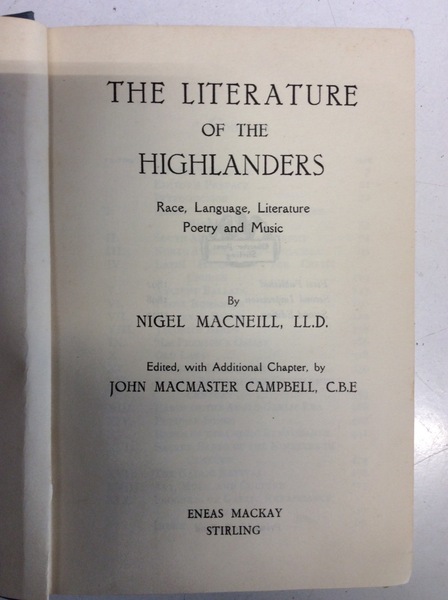 THE LITERATURE
OF THE
HIGHLANDERS
Race, Language, Literature
Poetry and Music
By
NIGEL MACNEILL, LL.D.
Edited, with Additional Chapter, by
JOHN MACMASTER CAMPBELL, C.B.E
ENEAS MACKAY
STIRLING